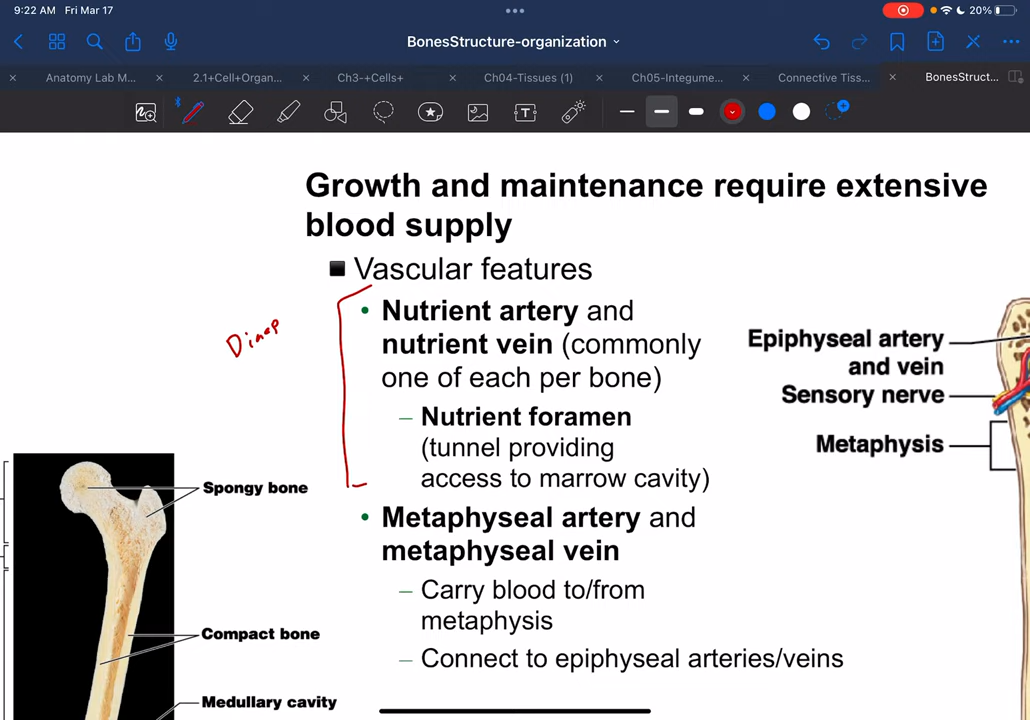 9:22 AM Fri Mar 17
20%
BonesStructure-organization
Anatomy Lab M...
2.1+Cell+Organ...
Ch3-+Cells+
Ch04-Tissues (1)
Ch05-Integume...
Connective Tiss...
BonesStruct...
Growth and maintenance require extensive
blood supply
Vascular features
• Nutrient artery and
nutrient vein (commonly
one of each per bone)
– Nutrient foramen
(tunnel providing
access to marrow cavity)
• Metaphyseal artery and
metaphyseal vein
– Carry blood to/from
metaphysis
– Connect to epiphyseal arteries/veins
Epiphyseal artery
and vein
Sensory nerve
Metaphysis
Spongy bone
Compact bone
Medullary cavity